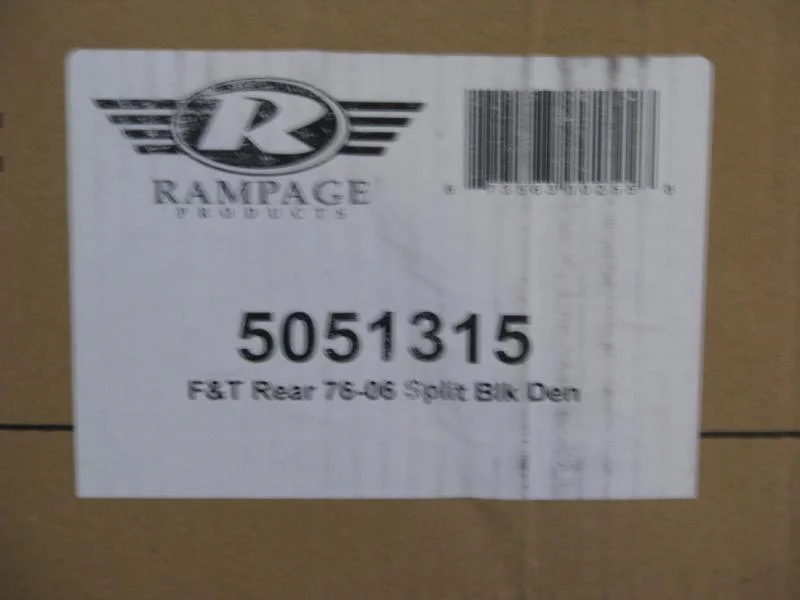 R
RAMPAGE
PRODUCTS
5051315
F&T Rear 76-06 Split Blk Den